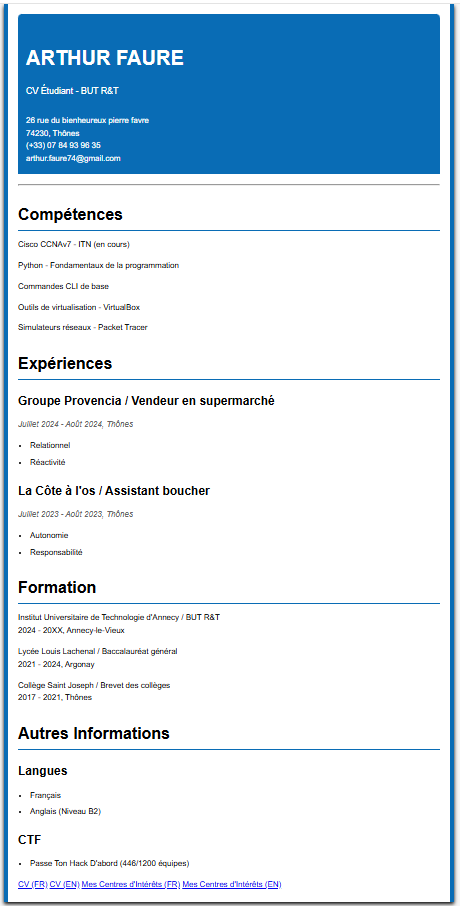 ARTHUR FAURE
CV Étudiant - BUT R&T
26 rue du bienheureux pierre favre
74230, Thônes
(+33) 07 84 93 96 35
arthur.faure74@gmail.com
Compétences
Cisco CCNAv7 - ITN (en cours)
Python - Fondamentaux de la programmation
Commandes CLI de base
Outils de virtualisation - VirtualBox
Simulateurs réseaux - Packet Tracer
Expériences
Groupe Provencia / Vendeur en supermarché
Juillet 2024 - Août 2024, Thônes
• Relationnel
• Réactivité
La Côte à l'os / Assistant boucher
Juillet 2023 - Août 2023, Thônes
• Autonomie
• Responsabilité
Formation
Institut Universitaire de Technologie d'Annecy / BUT R&T
2024 - 20XX, Annecy-le-Vieux
Lycée Louis Lachenal / Baccalauréat général
2021 - 2024, Argonay
Collège Saint Joseph / Brevet des collèges
2017 - 2021, Thônes
Autres Informations
Langues
• Français
• Anglais (Niveau B2)
CTF
• Passe Ton Hack D'abord (446/1200 équipes)
CV (FR) CV (EN) Mes Centres d'Intérêts (FR) Mes Centres d'Intérêts (EN)